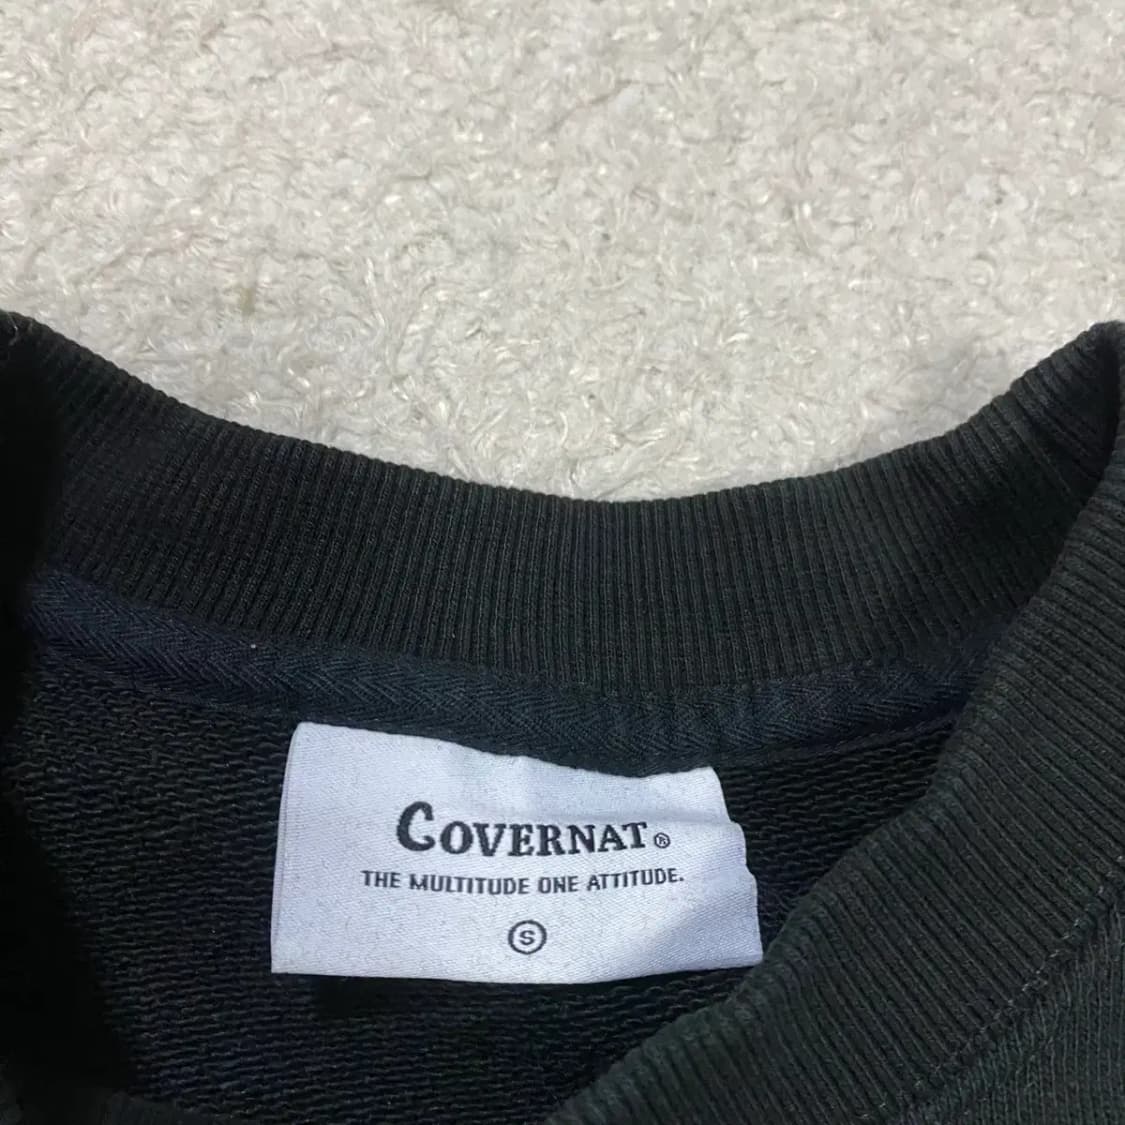 COVERNAT®
THE MULTITUDE ONE ATTITUDE.
S